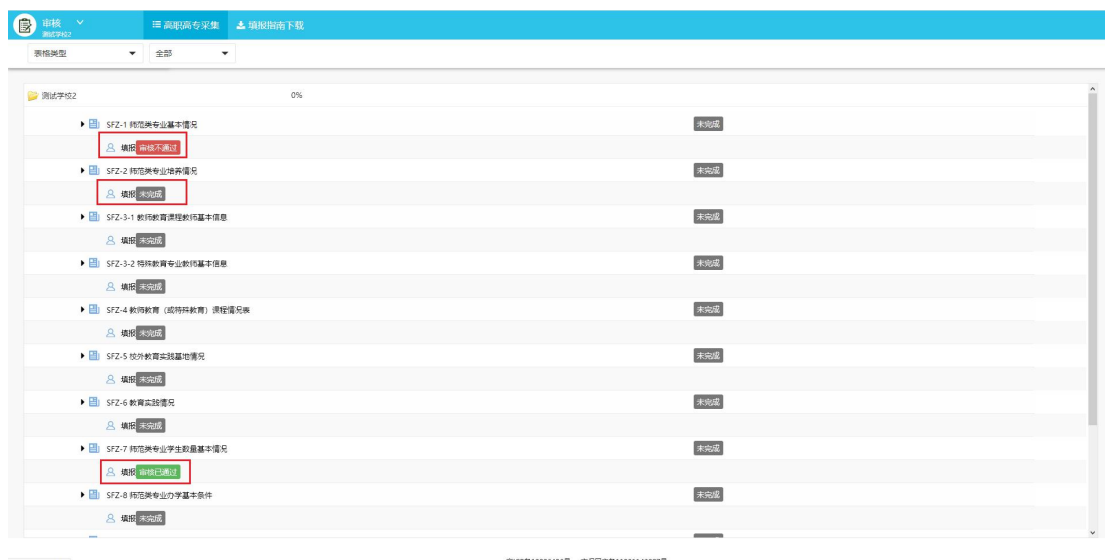 审核
测试学校2
高职高专采集 填报指南下载
表格类型 全部
测试学校2 0%
SFZ-1 师范类专业基本情况 未完成
填报 审核不通过
SFZ-2 师范类专业培养情况 未完成
填报 未完成
SFZ-3-1 教师教育课程教师基本信息 未完成
填报 未完成
SFZ-3-2 特殊教育专业教师基本信息 未完成
填报 未完成
SFZ-4 教师教育（或特殊教育）课程情况表 未完成
填报 未完成
SFZ-5 校外教育实践基地情况 未完成
填报 未完成
SFZ-6 教育实践情况 未完成
填报 未完成
SFZ-7 师范类专业学生数量基本情况 未完成
填报 审核已通过
SFZ-8 师范类专业办学基本条件 未完成
填报 未完成